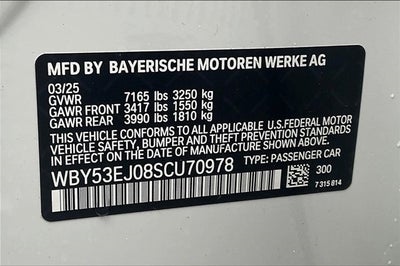 MFD BY BAYERISCHE MOTOREN WERKE AG
03/25
GVWR 7165 lbs 3250 kg
GAWR FRONT 3417 lbs 1550 kg
GAWR REAR 3990 lbs 1810 kg
THIS VEHICLE CONFORMS TO ALL APPLICABLE U.S.FEDERAL MOTOR
VEHICLE SAFETY, BUMPER AND THEFT PREVENTION STANDARDS
IN EFFECT ON THE DATE OF MANUFACTURE SHOWN ABOVE.
WBY53EJ08SCU70978 TYPE: PASSENGER CAR
300
7 315 914